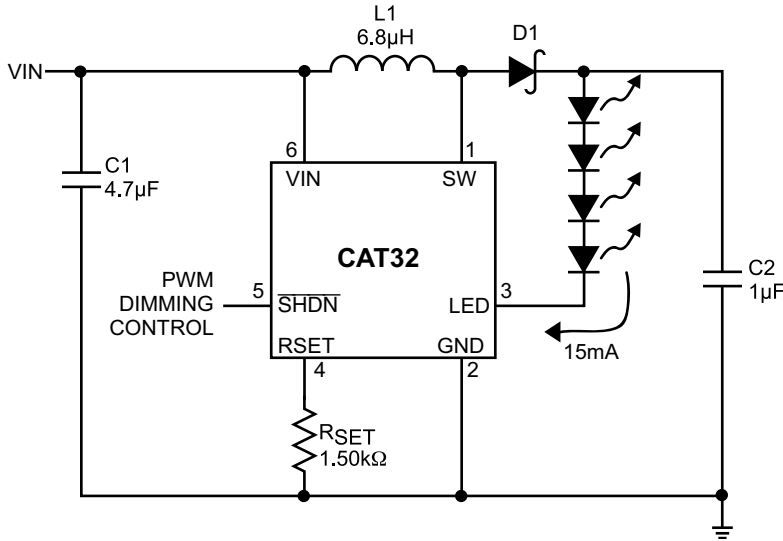 L1
6.8µH
D1
VIN
6
1
C1
4.7µF
VIN
SW
CAT32
PWM
DIMMING
CONTROL
5
SHDN
LED
3
C2
1µF
15mA
RSET
GND
4
2
RSET
1.50kΩ